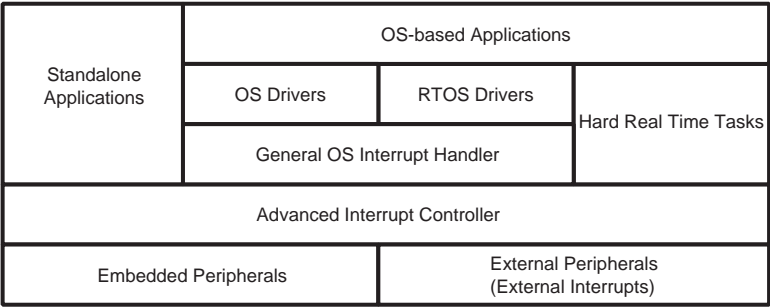 OS-based Applications
Standalone
Applications
OS Drivers
RTOS Drivers
Hard Real Time Tasks
General OS Interrupt Handler
Advanced Interrupt Controller
Embedded Peripherals
External Peripherals
(External Interrupts)